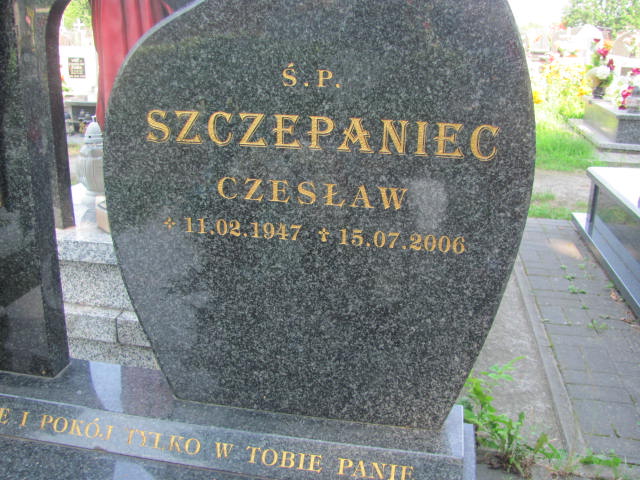 Ś.P.
SZCZEPANIEC
CZESŁAW
* 11.02.1947 ✝ 15.07.2006
I POKÓJ TYLKO W TOBIE PANIE